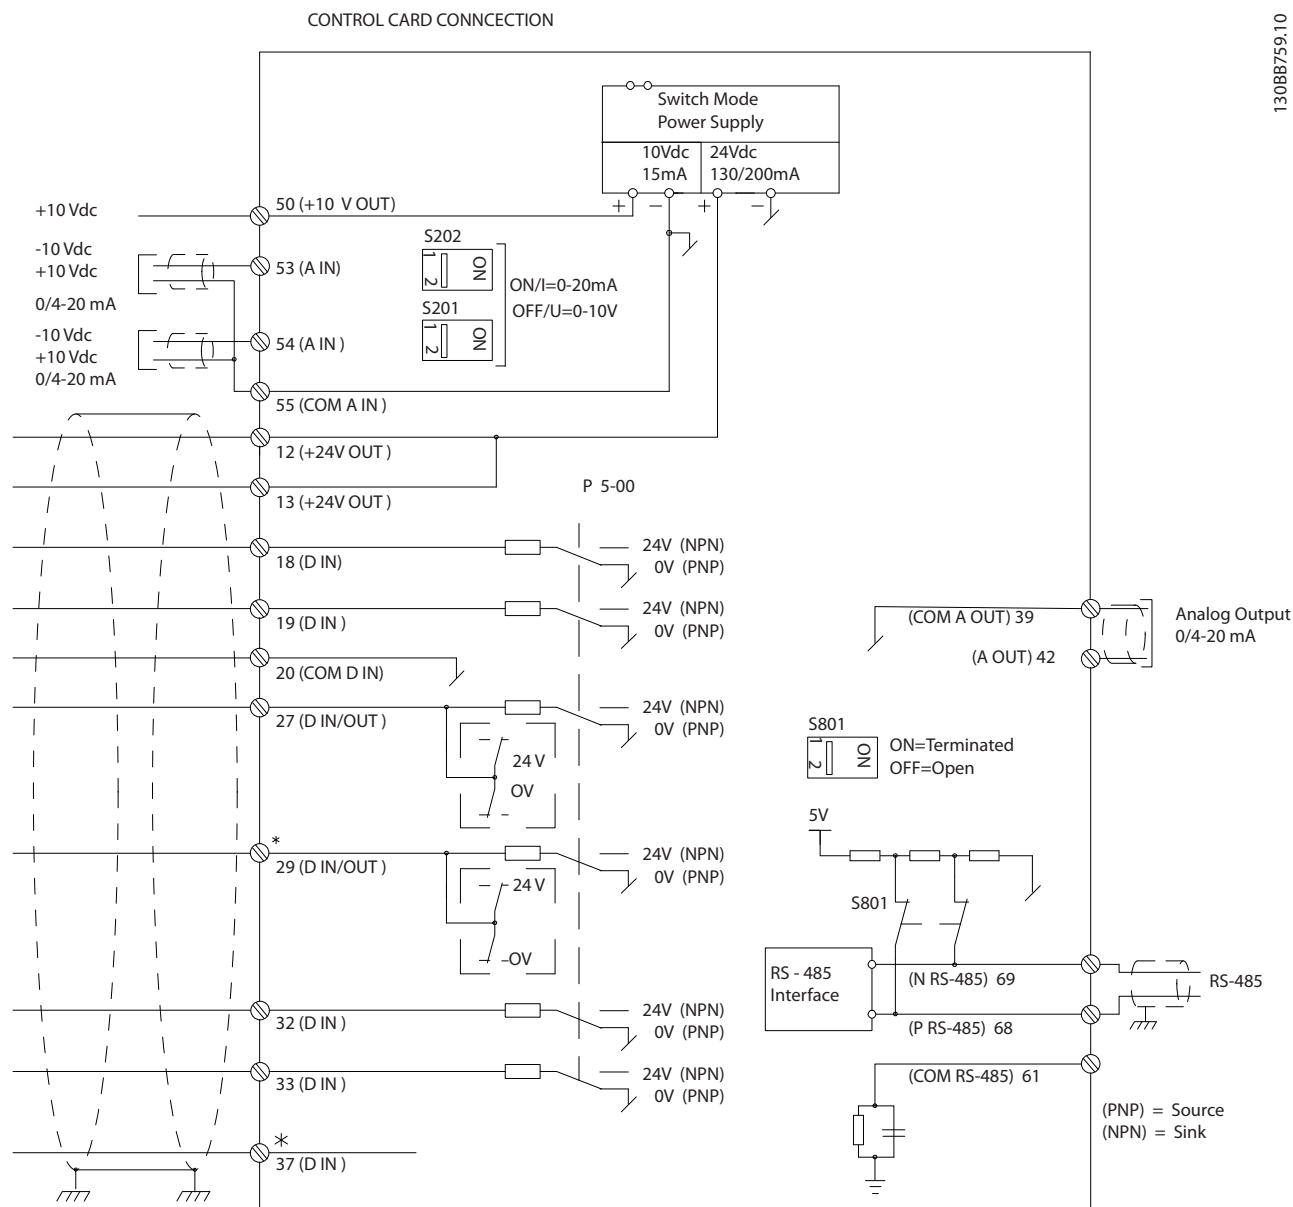 CONTROL CARD CONNCECTION
130BB759.10
Switch Mode
Power Supply
10Vdc
15mA
24Vdc
130/200mA
+ − + −
+10 Vdc
50 (+10 V OUT)
-10 Vdc
+10 Vdc
0/4-20 mA
53 (A IN)
S202
1
2
ON
ON/I=0-20mA
OFF/U=0-10V
S201
1
2
ON
-10 Vdc
+10 Vdc
0/4-20 mA
54 (A IN )
55 (COM A IN )
12 (+24V OUT )
13 (+24V OUT )
P 5-00
18 (D IN)
24V (NPN)
0V (PNP)
19 (D IN )
24V (NPN)
0V (PNP)
20 (COM D IN)
27 (D IN/OUT )
24V (NPN)
0V (PNP)
24 V
OV
*
29 (D IN/OUT )
24V (NPN)
0V (PNP)
24 V
OV
32 (D IN )
24V (NPN)
0V (PNP)
33 (D IN )
24V (NPN)
0V (PNP)
*
37 (D IN )
(COM A OUT) 39
(A OUT) 42
Analog Output
0/4-20 mA
S801
1
2
ON
ON=Terminated
OFF=Open
5V
S801
RS - 485
Interface
(N RS-485) 69
RS-485
(P RS-485) 68
(COM RS-485) 61
(PNP) = Source
(NPN) = Sink